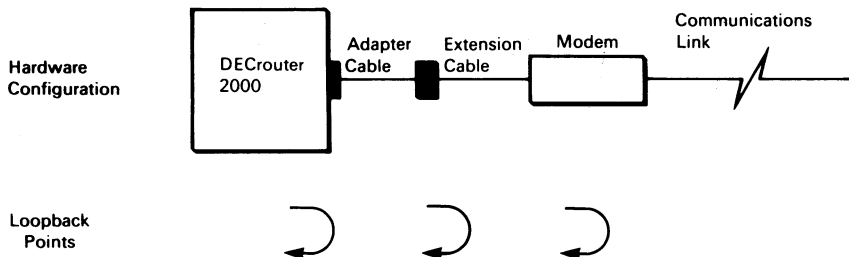 Communications
Link
Adapter
Cable
Extension
Cable
Modem
DECrouter
2000
Hardware
Configuration
Loopback
Points